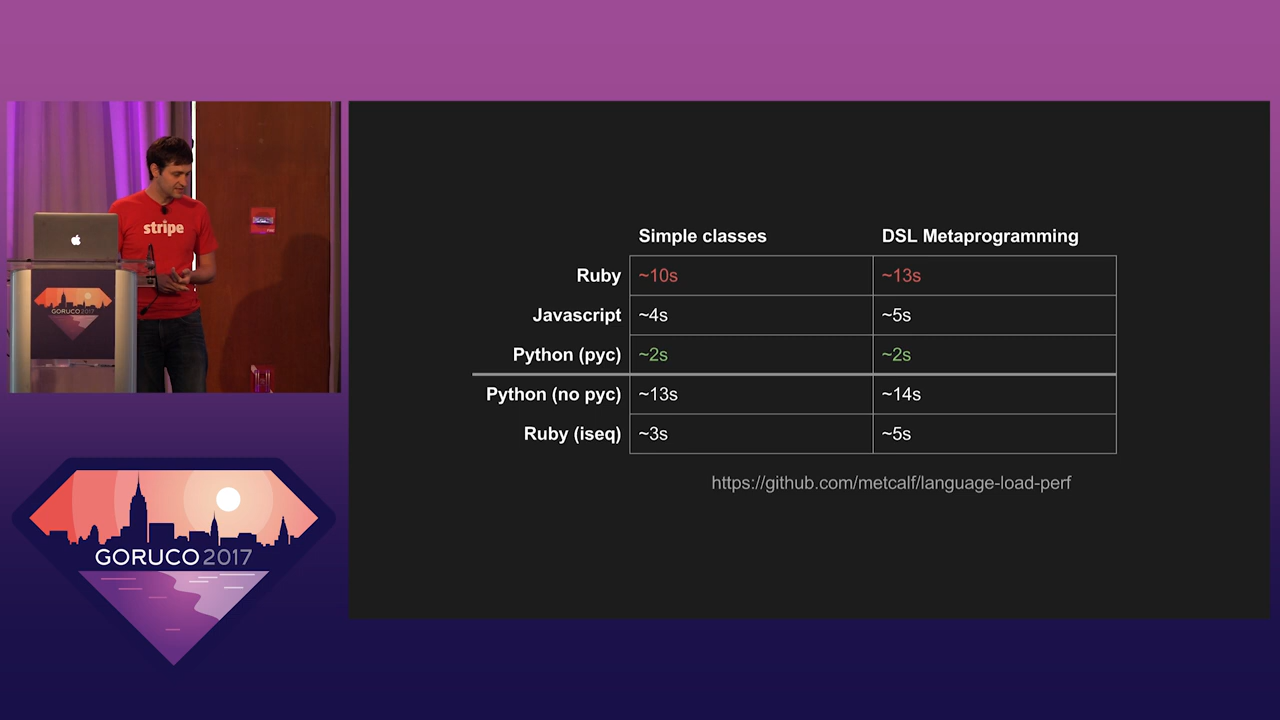 stripe
GORUCO 2017
GORUCO 2017
Simple classes DSL Metaprogramming
Ruby ~10s ~13s
Javascript ~4s ~5s
Python (pyc) ~2s ~2s
Python (no pyc) ~13s ~14s
Ruby (iseq) ~3s ~5s
https://github.com/metcalf/language-load-perf